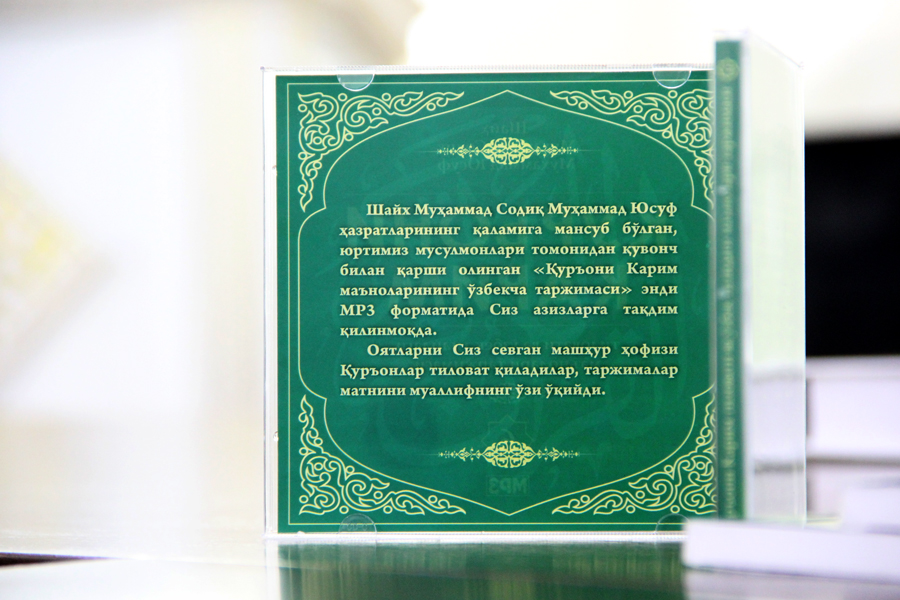 Шайх Муҳаммад Содиқ Муҳаммад Юсуф
ҳазратларининг қаламига мансуб бўлган,
юртимиз мусулмонлари томонидан қувонч
билан қарши олинган «Қуръони Карим
маъноларининг ўзбекча таржимаси» энди
MP3 форматида Сиз азизларга тақдим
қилинмоқда.
Оятларни Сиз севган машҳур ҳофизи
Қуръонлар тиловат қиладилар, таржималар
матнини муаллифнинг ўзи ўқийди.